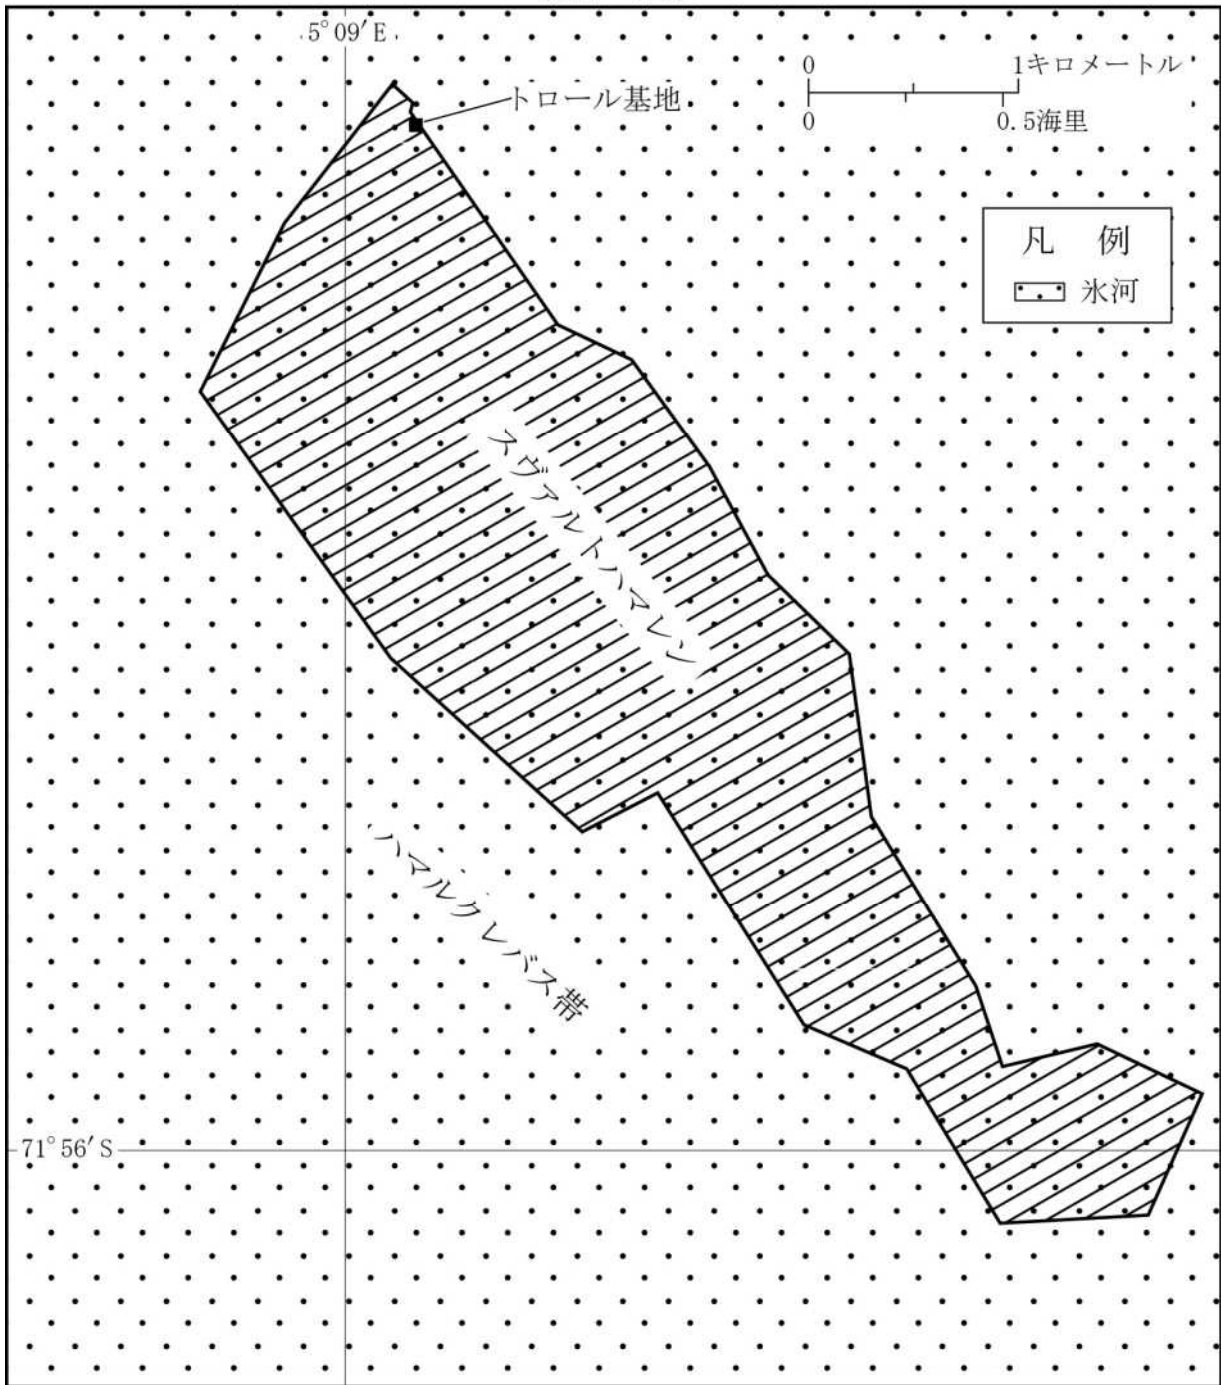 5°09′E
0 1キロメートル
0 0.5海里
トロール基地
凡 例
氷河
スヴァルトハマレン
ハマルクレバス帯
71°56′S